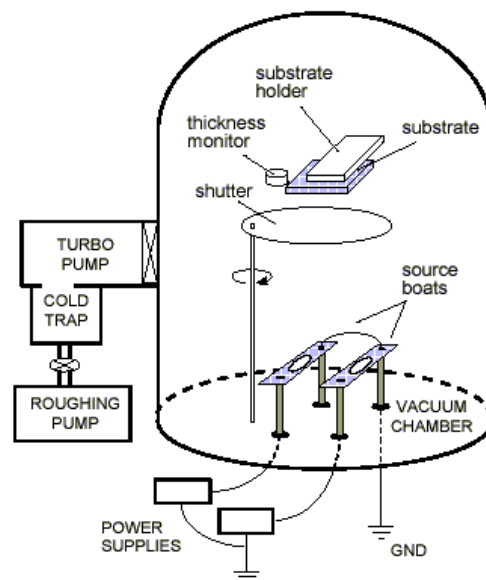 substrate
holder
thickness
monitor
substrate
shutter
TURBO
PUMP
source
boats
COLD
TRAP
ROUGHING
PUMP
VACUUM
CHAMBER
POWER
SUPPLIES
GND